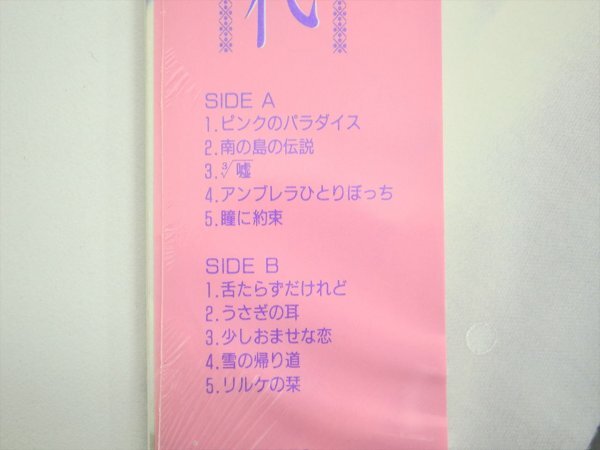 れ
SIDE A
1.ピンクのパラダイス
2.南の島の伝説
3.∛嘘
4.アンブレラひとりぼっち
5.瞳に約束
SIDE B
1.舌たらずだけれど
2.うさぎの耳
3.少しおませな恋
4.雪の帰り道
5.リルケの栞